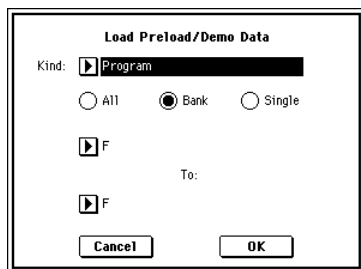 Load Preload/Demo Data
Kind: Program
All Bank Single
F
To:
F
Cancel OK